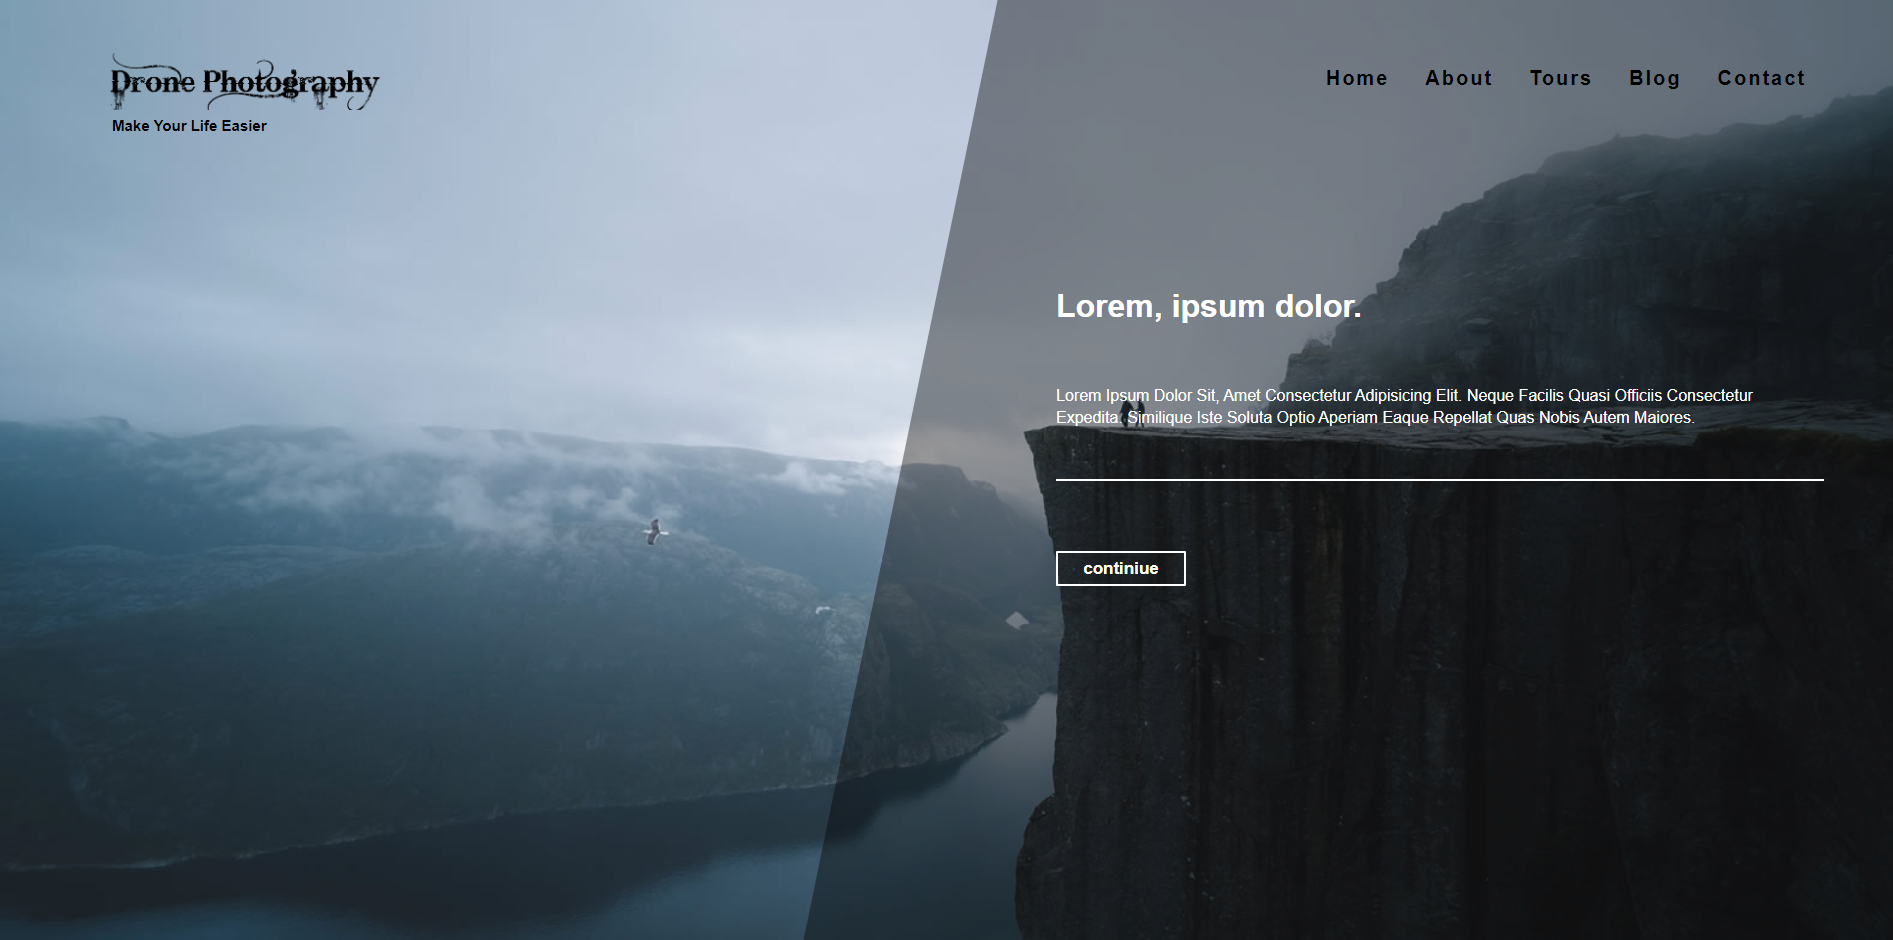 Drone Photography
Make Your Life Easier
Home About Tours Blog Contact
Lorem, ipsum dolor.
Lorem Ipsum Dolor Sit, Amet Consectetur Adipisicing Elit. Neque Facilis Quasi Officiis Consectetur
Expedita. Similique Iste Soluta Optio Aperiam Eaque Repellat Quas Nobis Autem Maiores.
continiue